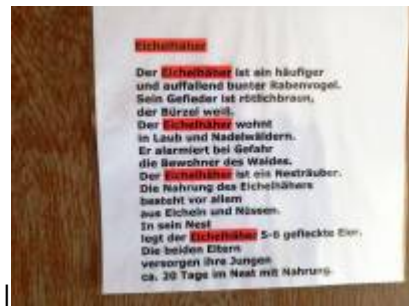 Eichelhäher
Der Eichelhäher ist ein häufiger
und auffallend bunter Rabenvogel.
Sein Gefieder ist rötlichbraun,
der Bürzel weiß.
Der Eichelhäher wohnt
in Laub und Nadelwäldern.
Er alarmiert bei Gefahr
die Bewohner des Waldes.
Der Eichelhäher ist ein Nesträuber.
Die Nahrung des Eichelhähers
besteht vor allem
aus Eicheln und Nüssen.
In sein Nest
legt der Eichelhäher 5-6 gefleckte Eier.
Die beiden Eltern
versorgen ihre Jungen
ca. 20 Tage im Nest mit Nahrung.